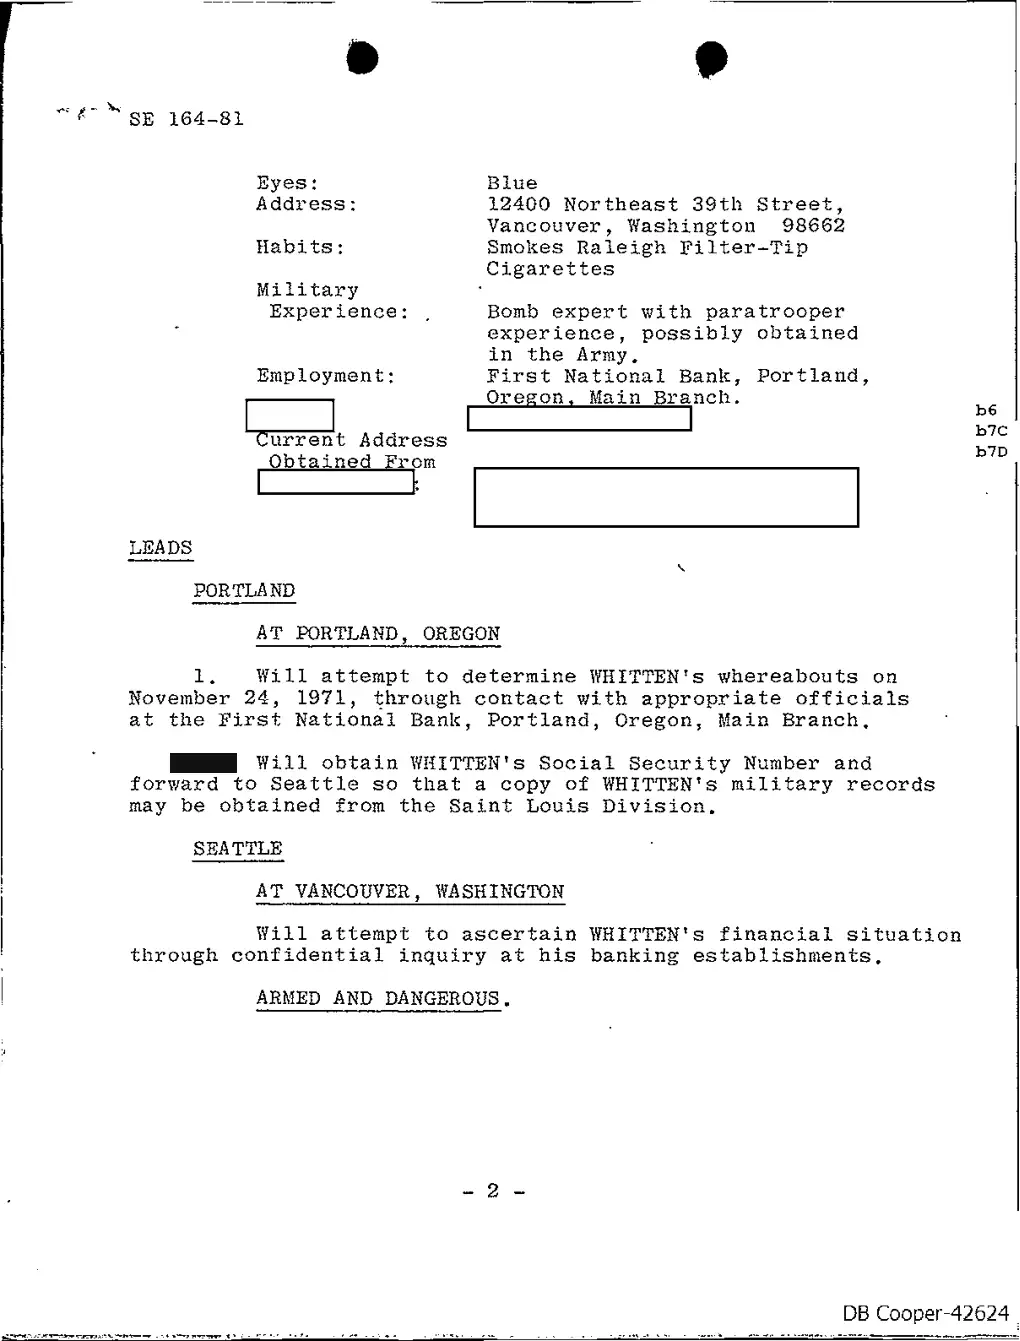 SE 164-81
Eyes: Blue
Address: 12400 Northeast 39th Street,
Vancouver, Washington 98662
Habits: Smokes Raleigh Filter-Tip
Cigarettes
Military
Experience: Bomb expert with paratrooper
experience, possibly obtained
in the Army.
Employment: First National Bank, Portland,
Oregon, Main Branch.
b6
b7C
b7D
Current Address
Obtained From
:
LEADS
PORTLAND
AT PORTLAND, OREGON
1. Will attempt to determine WHITTEN's whereabouts on
November 24, 1971, through contact with appropriate officials
at the First National Bank, Portland, Oregon, Main Branch.
Will obtain WHITTEN's Social Security Number and
forward to Seattle so that a copy of WHITTEN's military records
may be obtained from the Saint Louis Division.
SEATTLE
AT VANCOUVER, WASHINGTON
Will attempt to ascertain WHITTEN's financial situation
through confidential inquiry at his banking establishments.
ARMED AND DANGEROUS.
- 2 -
DB Cooper-42624